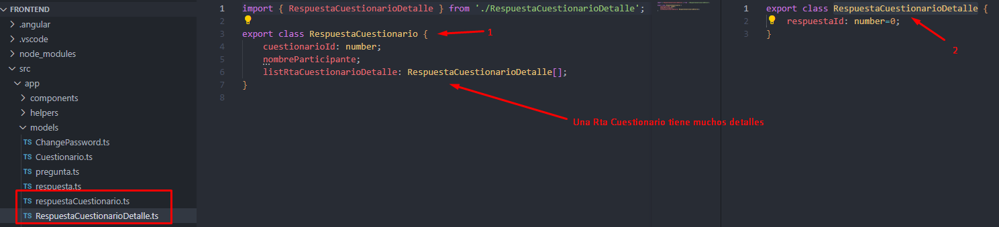 FRONTEND
.angular
.vscode
node_modules
src
app
components
helpers
models
TS ChangePassword.ts
TS Cuestionario.ts
TS pregunta.ts
TS respuesta.ts
TS respuestaCuestionario.ts
TS RespuestaCuestionarioDetalle.ts
1 import { RespuestaCuestionarioDetalle } from './RespuestaCuestionarioDetalle';
2
3 export class RespuestaCuestionario {
4 cuestionarioId: number;
5 nombreParticipante;
6 listRtaCuestionarioDetalle: RespuestaCuestionarioDetalle[];
7 }
8
1
Una Rta Cuestionario tiene muchos detalles
1 export class RespuestaCuestionarioDetalle {
2 respuestaId: number=0;
3 }
2